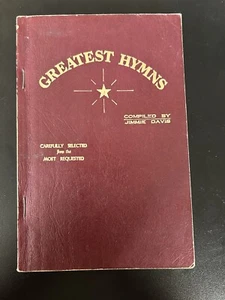 GREATEST HYMNS
COMPILED BY
JIMMIE DAVIS
CAREFULLY SELECTED
from the
MOST REQUESTED